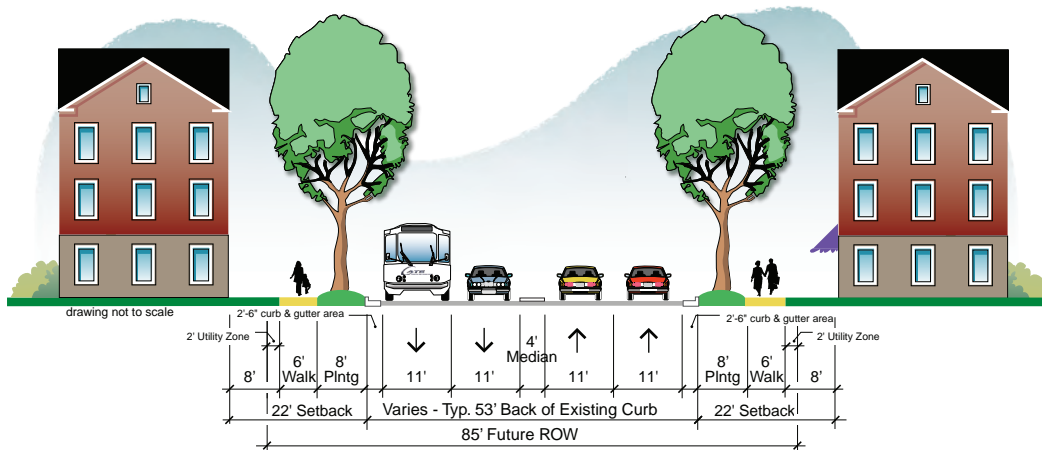 ATS
drawing not to scale
2'-6" curb & gutter area
2'-6" curb & gutter area
2' Utility Zone
2' Utility Zone
8'
6'
Walk
8'
Plntg
11'
11'
4'
Median
11'
11'
8'
Plntg
6'
Walk
8'
22' Setback
Varies - Typ. 53' Back of Existing Curb
22' Setback
85' Future ROW